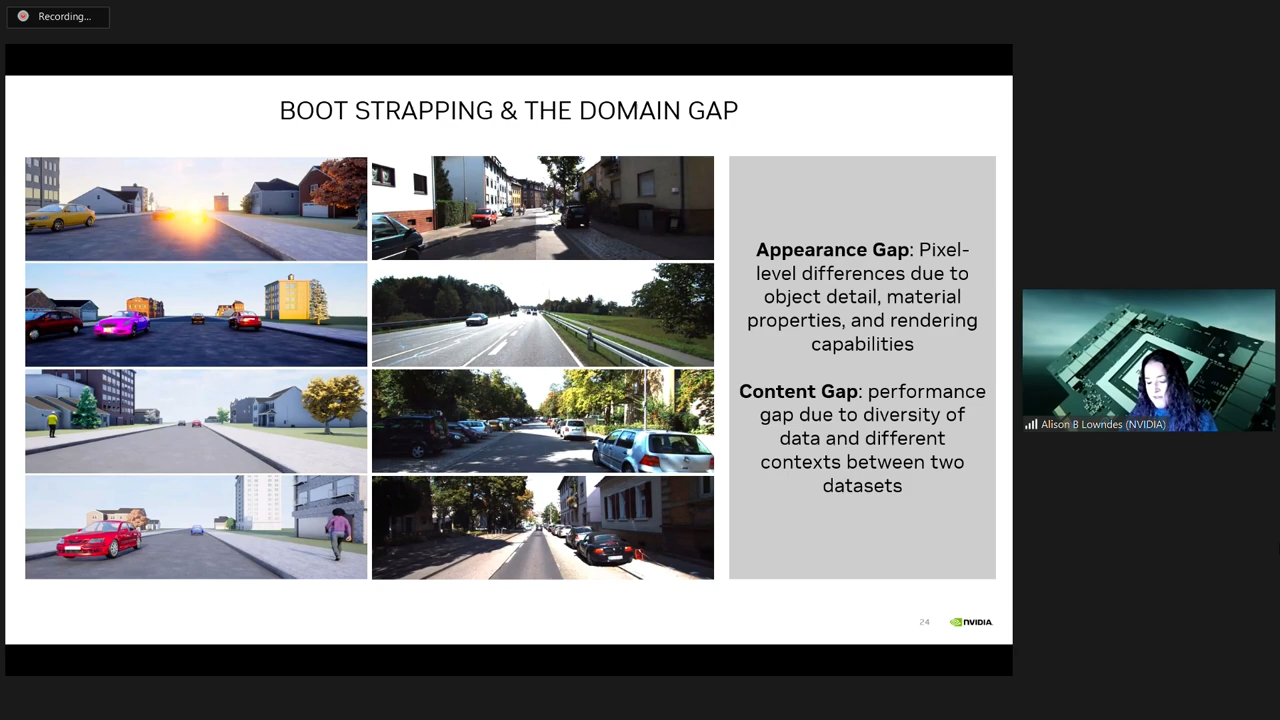 Recording...
BOOT STRAPPING & THE DOMAIN GAP
Appearance Gap: Pixel-
level differences due to
object detail, material
properties, and rendering
capabilities
Content Gap: performance
gap due to diversity of
data and different
contexts between two
datasets
24
NVIDIA.
Alison B Lowndes (NVIDIA)